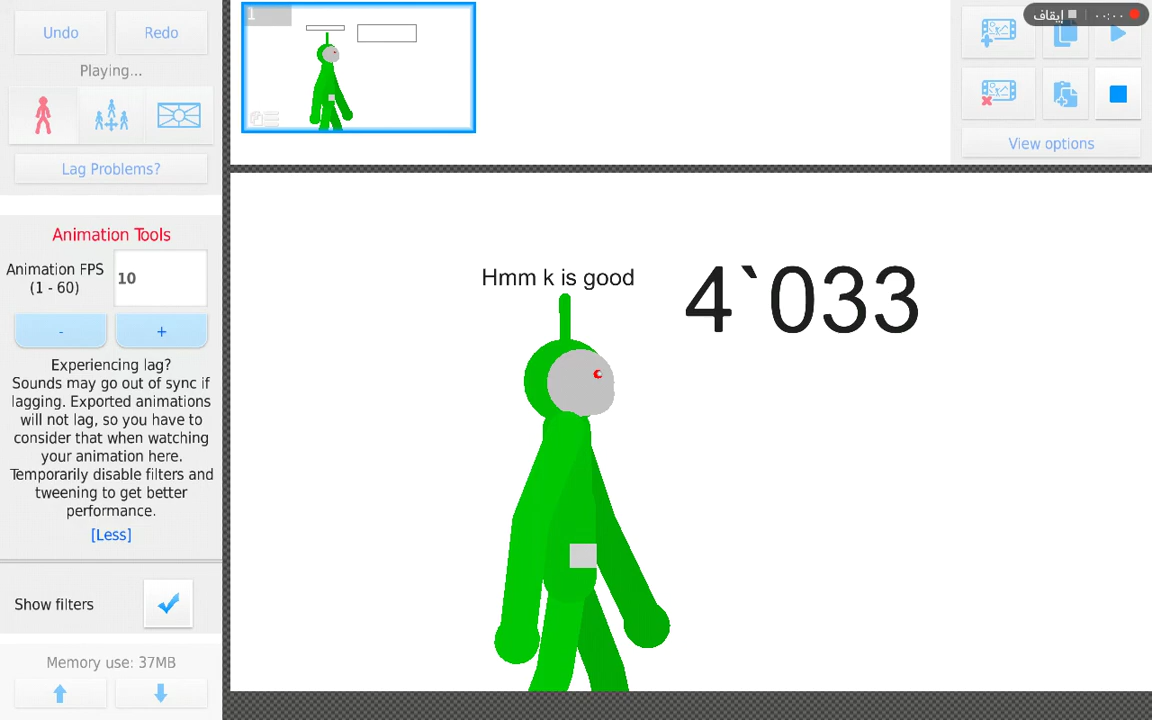 Undo
Redo
Playing...
Lag Problems?
Animation Tools
Animation FPS
(1 - 60)
10
-
+
Experiencing lag?
Sounds may go out of sync if
lagging. Exported animations
will not lag, so you have to
consider that when watching
your animation here.
Temporarily disable filters and
tweening to get better
performance.
[Less]
Show filters
Memory use: 37MB
1
إيقاف
٠٠:٠٠
View options
Hmm k is good
4`033